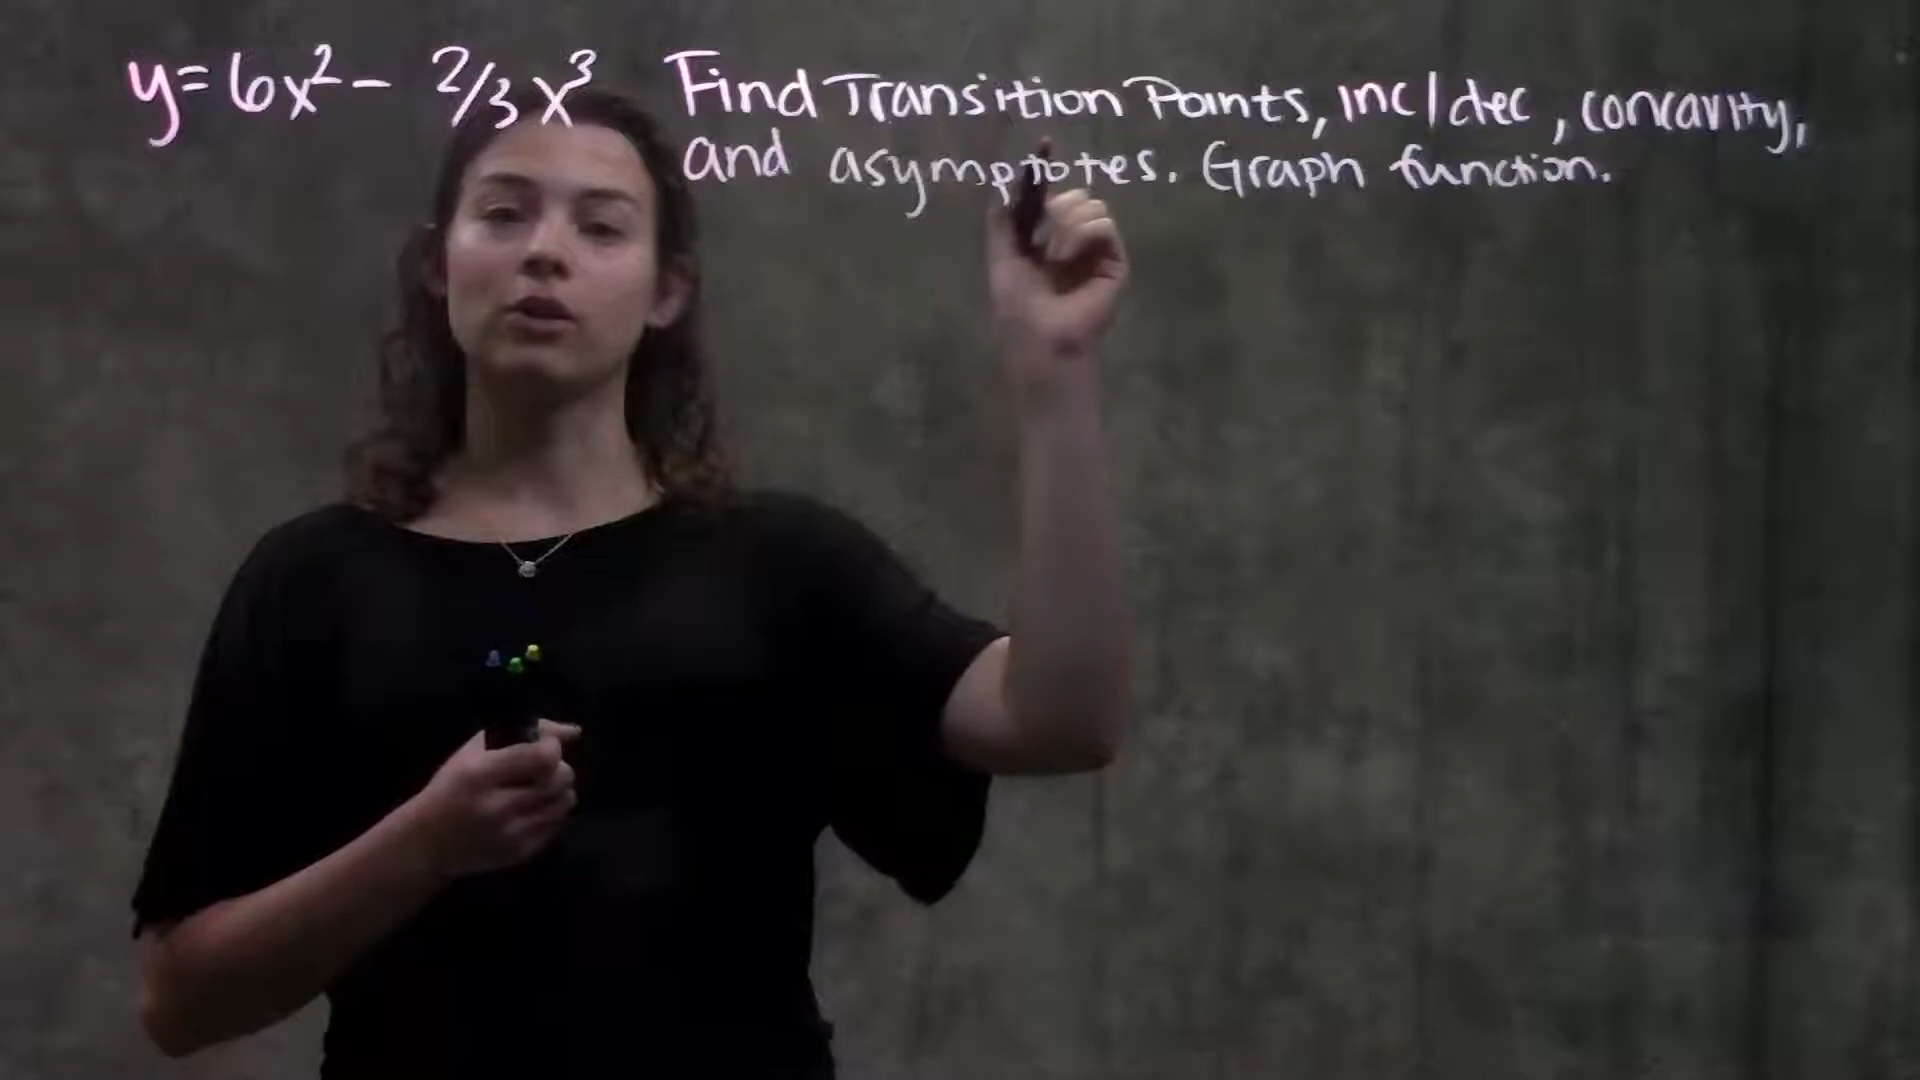 y=6x² - 2/3x³ Find Transition Points, inc/dec, concavity,
and asymptotes. Graph function.